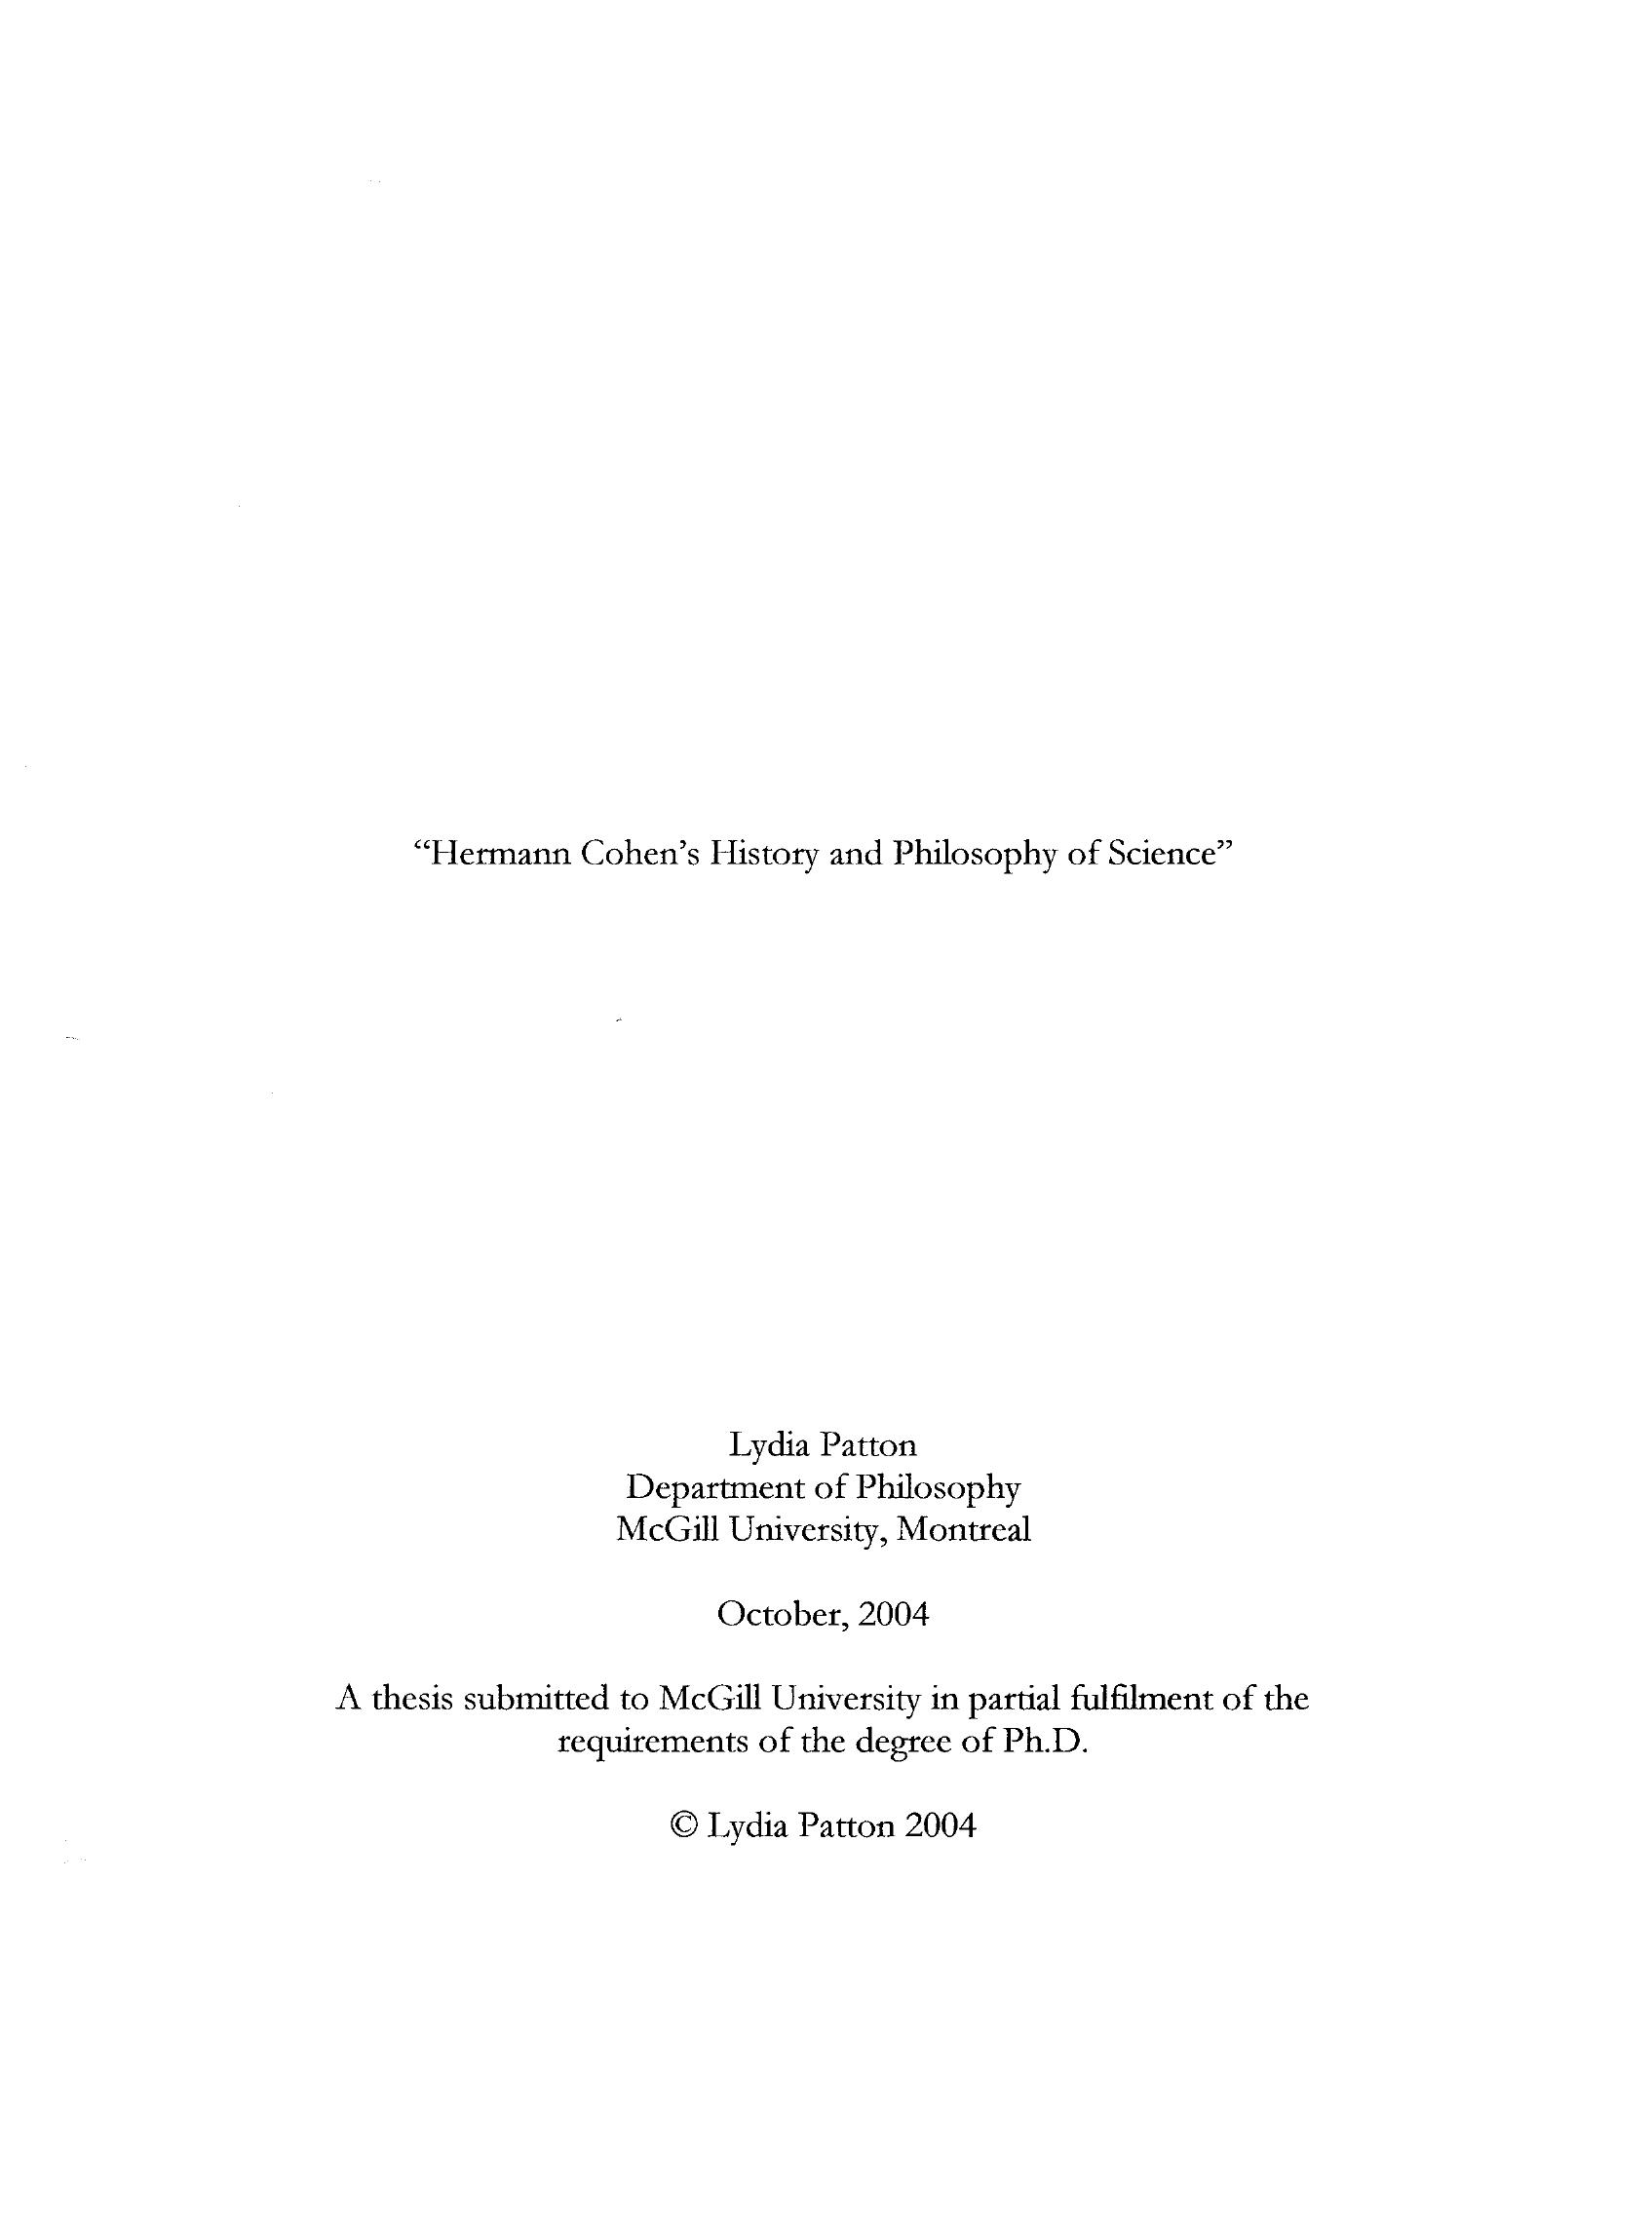 “Hermann Cohen’s History and Philosophy of Science”
Lydia Patton
Department of Philosophy
McGill University, Montreal
October, 2004
A thesis submitted to McGill University in partial fulfilment of the
requirements of the degree of Ph.D.
© Lydia Patton 2004